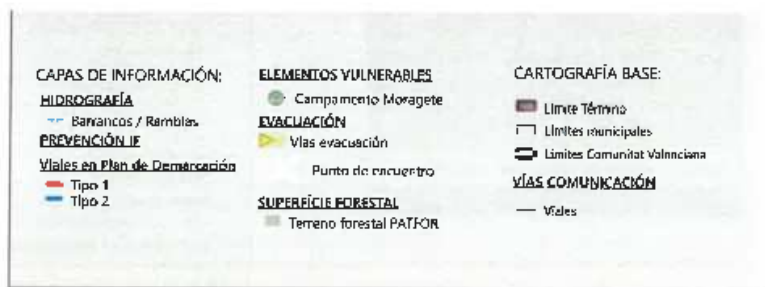 CAPAS DE INFORMACIÓN:
HIDROGRAFÍA
Barrancos / Ramblas
PREVENCIÓN IF
Viales en Plan de Demarcación
Tipo 1
Tipo 2
ELEMENTOS VULNERABLES
Campamento Moragete
EVACUACIÓN
Vías evacuación
Punto de encuentro
SUPERFÍCIE FORESTAL
Terreno forestal PATFOR
CARTOGRAFÍA BASE:
Límite Término
Límites municipales
Límites Comunitat Valenciana
VÍAS COMUNICACIÓN
Viales